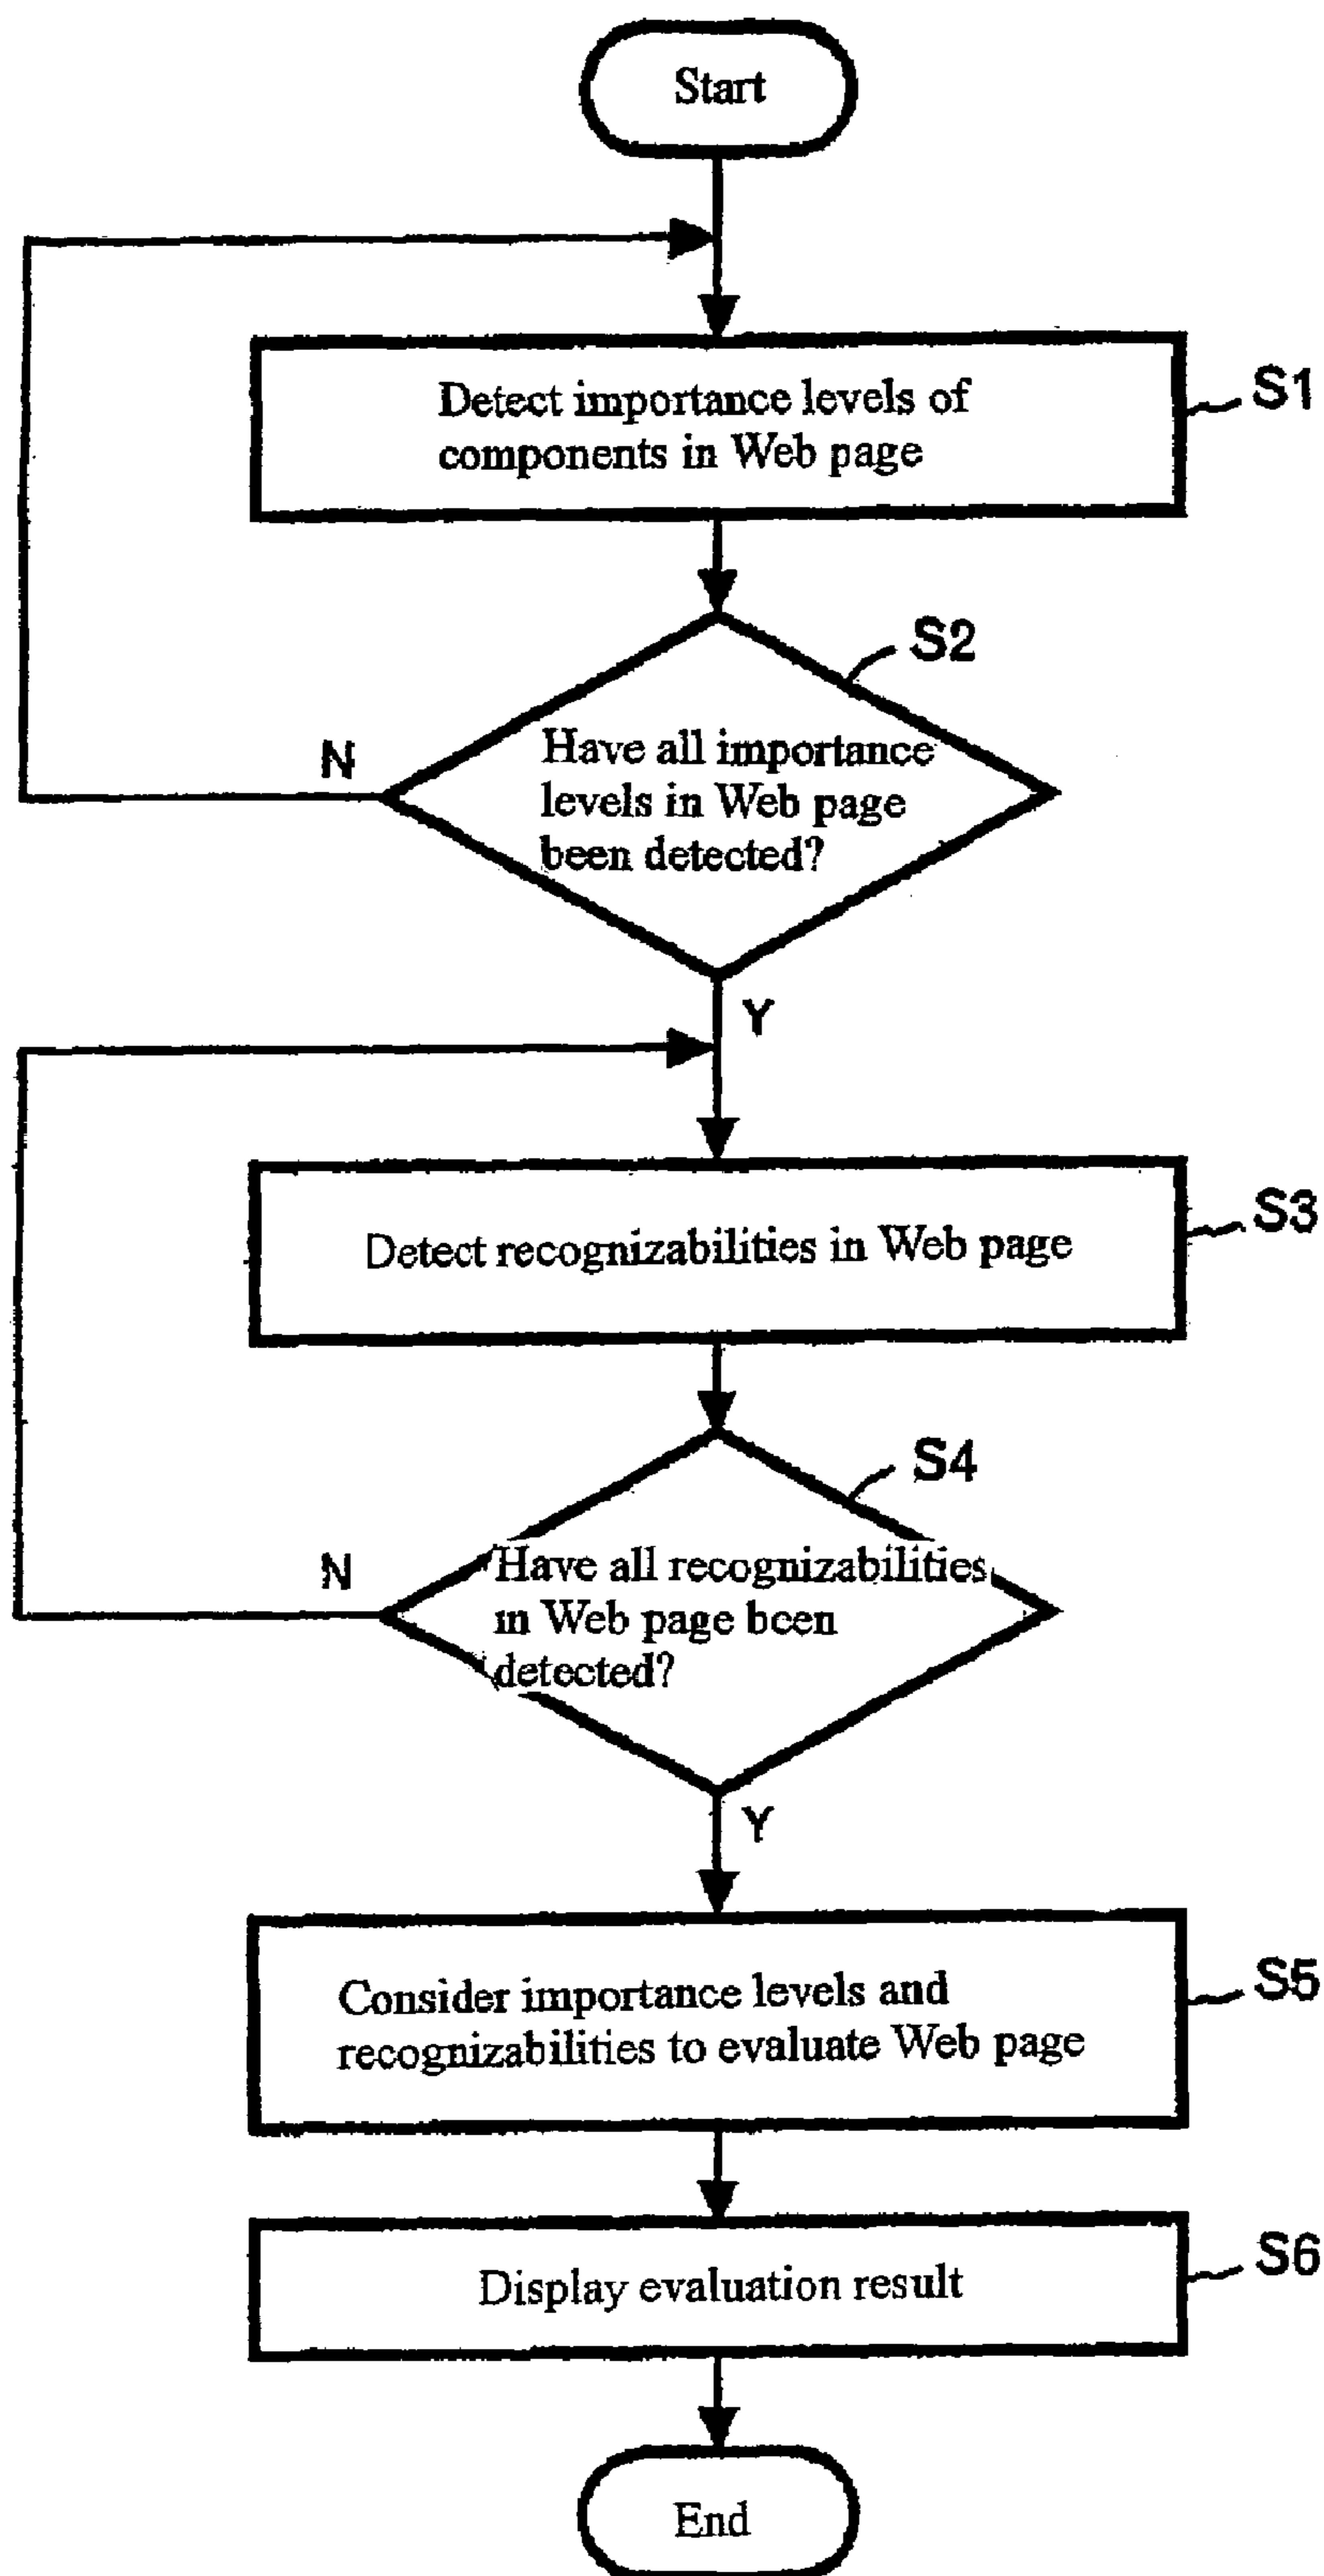 Start
Detect importance levels of
components in Web page
S1
S2
Have all importance
levels in Web page
been detected?
N
Y
Detect recognizabilities in Web page
S3
S4
Have all recognizabilities
in Web page been
detected?
N
Y
Consider importance levels and
recognizabilities to evaluate Web page
S5
Display evaluation result
S6
End